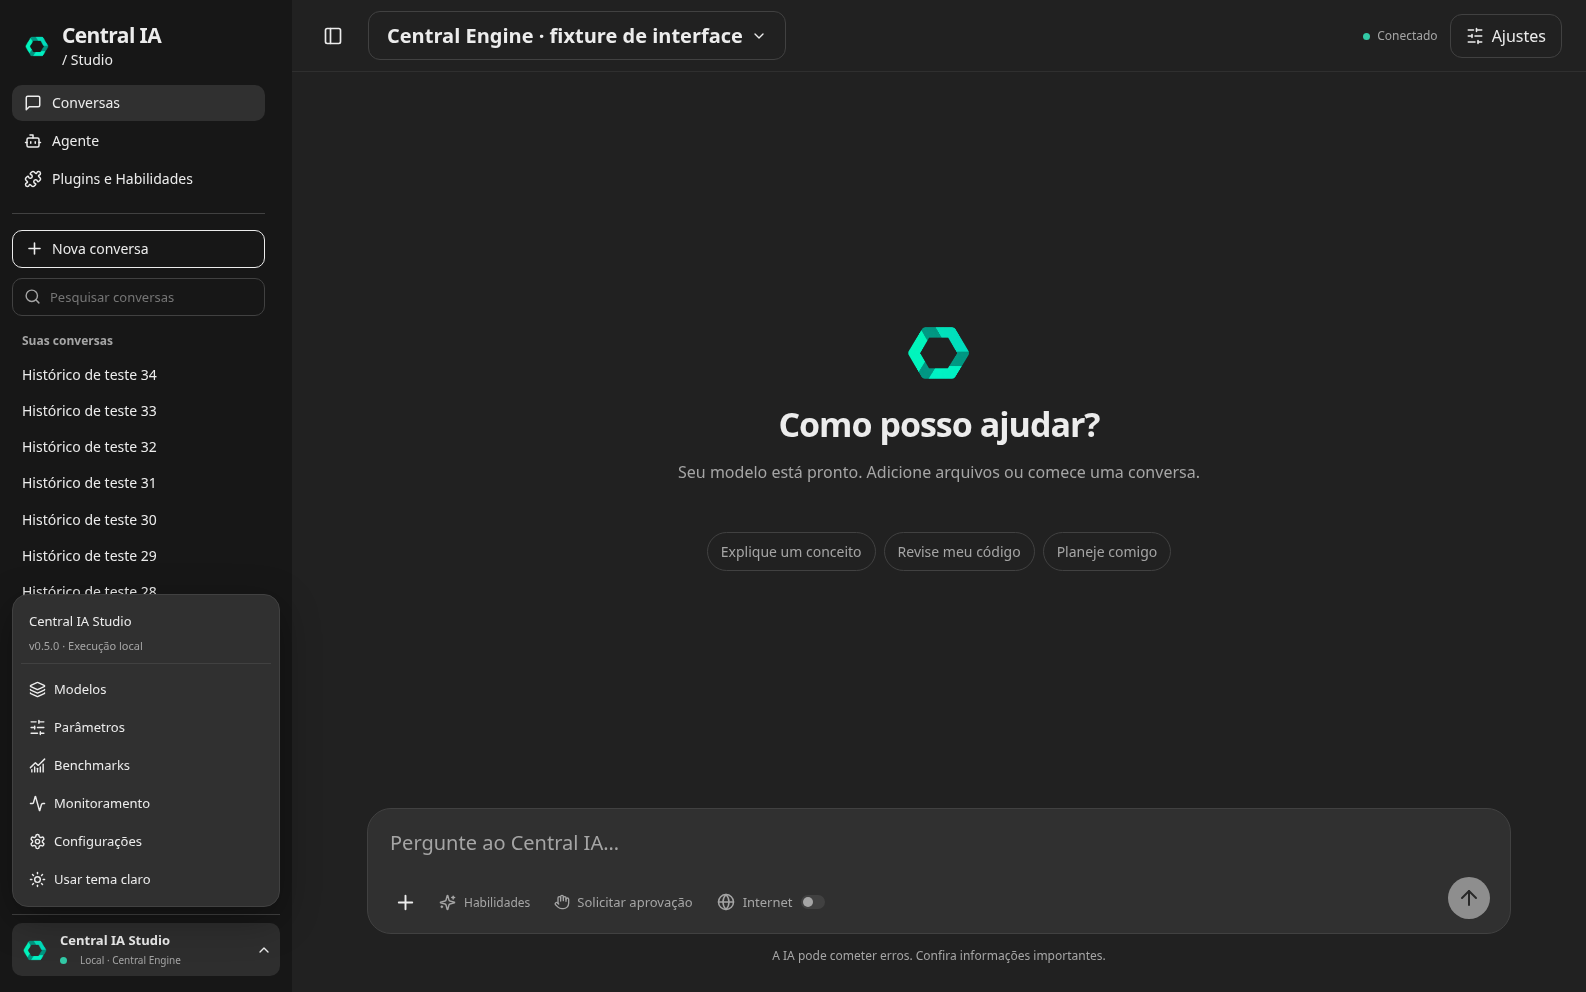 Central IA
/ Studio
Conversas
Agente
Plugins e Habilidades
Nova conversa
Pesquisar conversas
Suas conversas
Histórico de teste 34
Histórico de teste 33
Histórico de teste 32
Histórico de teste 31
Histórico de teste 30
Histórico de teste 29
Histórico de teste 28
Central IA Studio
v0.5.0 · Execução local
Modelos
Parâmetros
Benchmarks
Monitoramento
Configurações
Usar tema claro
Central IA Studio
Local · Central Engine
Central Engine · fixture de interface
Conectado
Ajustes
Como posso ajudar?
Seu modelo está pronto. Adicione arquivos ou comece uma conversa.
Explique um conceito
Revise meu código
Planeje comigo
Pergunte ao Central IA...
Habilidades
Solicitar aprovação
Internet
A IA pode cometer erros. Confira informações importantes.